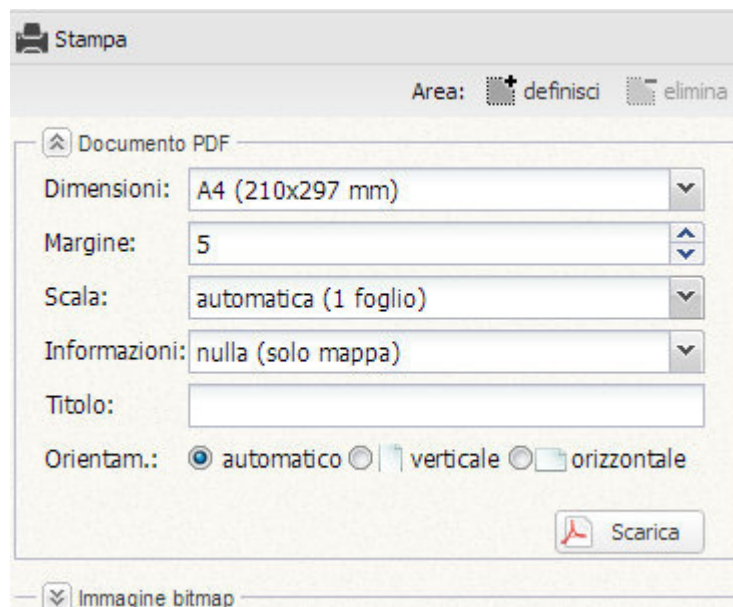 Stampa
Area: definisci elimina
Documento PDF
Dimensioni: A4 (210x297 mm)
Margine: 5
Scala: automatica (1 foglio)
Informazioni: nulla (solo mappa)
Titolo:
Orientam.: automatico verticale orizzontale
Scarica
Immagine bitmap